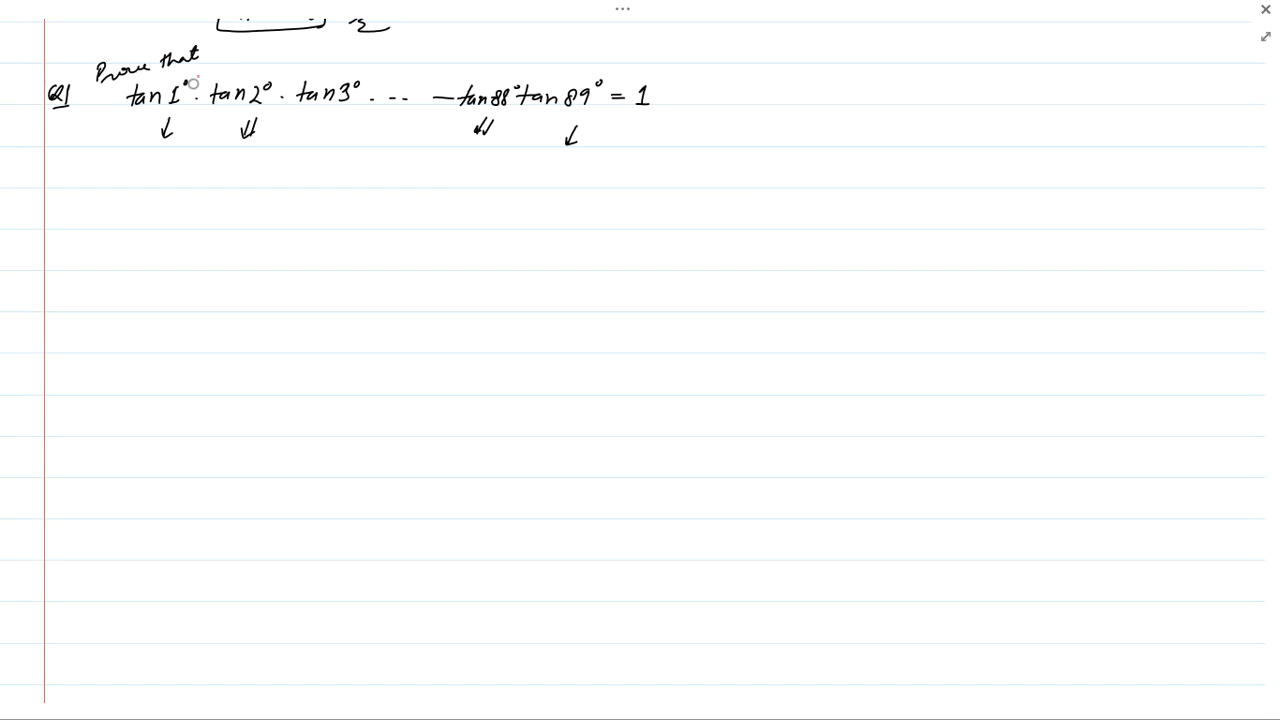 Prove that
Q1 tan 1° . tan 2° . tan 3° . -- — tan 88° tan 89° = 1